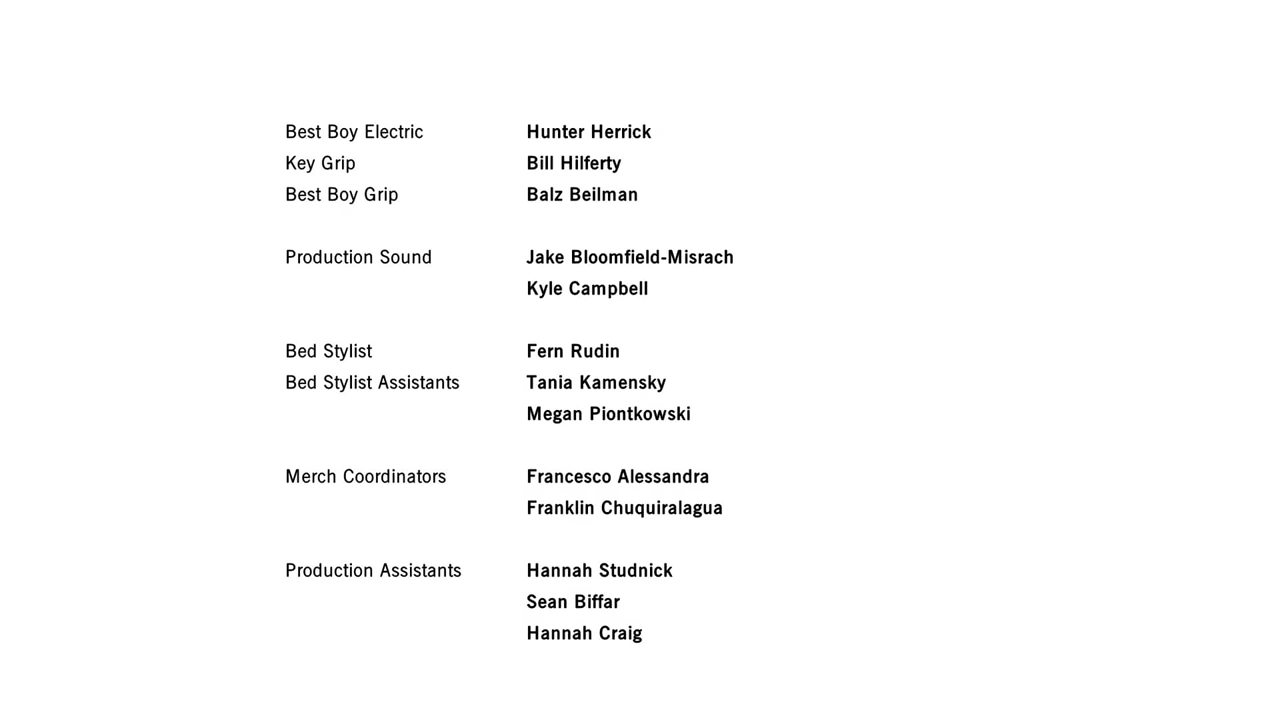 Best Boy Electric Hunter Herrick
Key Grip Bill Hilferty
Best Boy Grip Balz Beilman
Production Sound Jake Bloomfield-Misrach
Kyle Campbell
Bed Stylist Fern Rudin
Bed Stylist Assistants Tania Kamensky
Megan Piontkowski
Merch Coordinators Francesco Alessandra
Franklin Chuquiralagua
Production Assistants Hannah Studnick
Sean Biffar
Hannah Craig